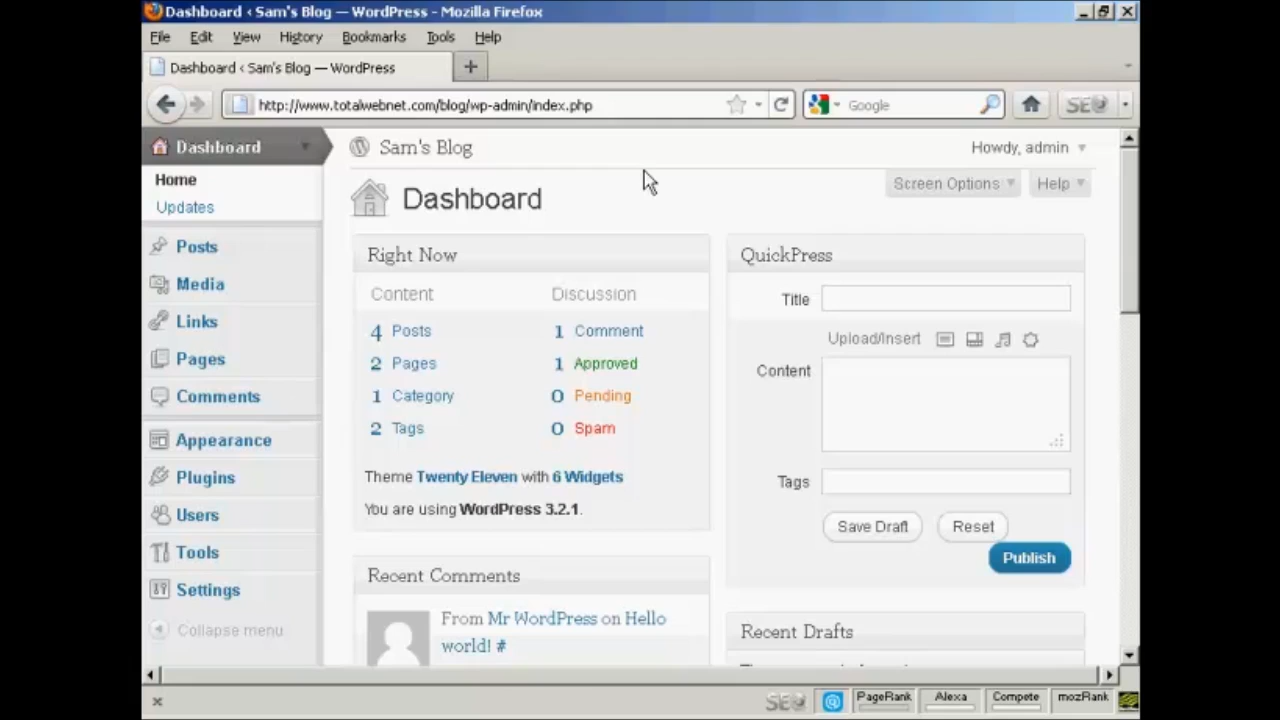 Dashboard ‹ Sam's Blog — WordPress - Mozilla Firefox
File Edit View History Bookmarks Tools Help
Dashboard ‹ Sam's Blog — WordPress
http://www.totalwebnet.com/blog/wp-admin/index.php
Google
SEO
Dashboard
Sam's Blog
Howdy, admin
Home
Updates
Dashboard
Screen Options
Help
Posts
Media
Links
Pages
Comments
Appearance
Plugins
Users
Tools
Settings
Collapse menu
Right Now
Content Discussion
4 Posts 1 Comment
2 Pages 1 Approved
1 Category 0 Pending
2 Tags 0 Spam
Theme Twenty Eleven with 6 Widgets
You are using WordPress 3.2.1.
Recent Comments
From Mr WordPress on Hello
world! #
QuickPress
Title
Upload/Insert
Content
Tags
Save Draft Reset
Publish
Recent Drafts
SEO PageRank Alexa Compete mozRank